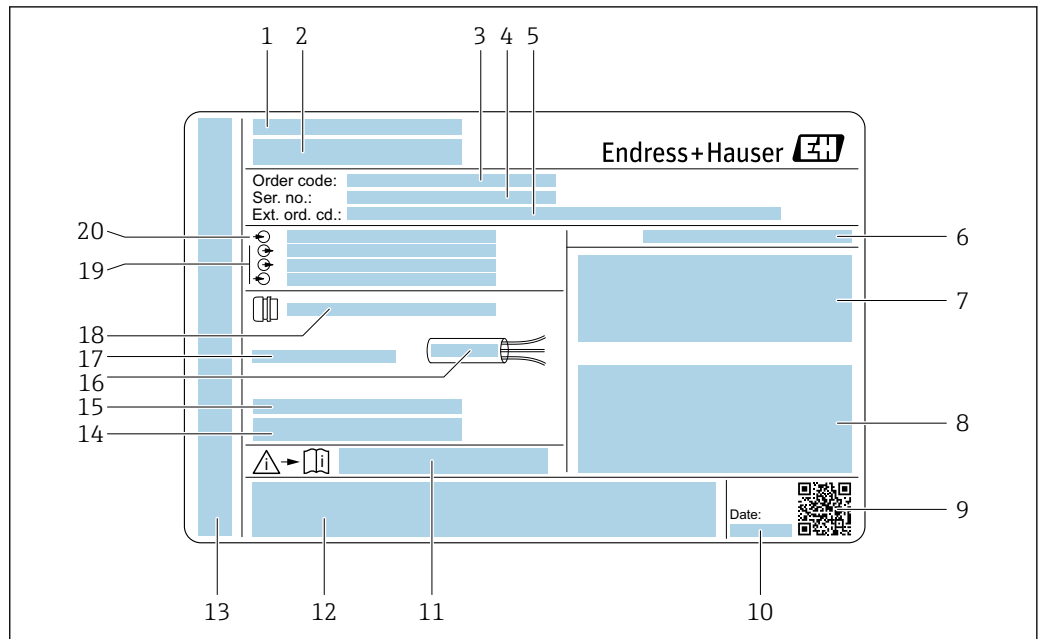 1 2 3 4 5
Endress+Hauser EH
Order code:
Ser. no.:
Ext. ord. cd.:
20
6
19
7
18
17
16
15
14
8
i i
Date:
9
13 12 11 10